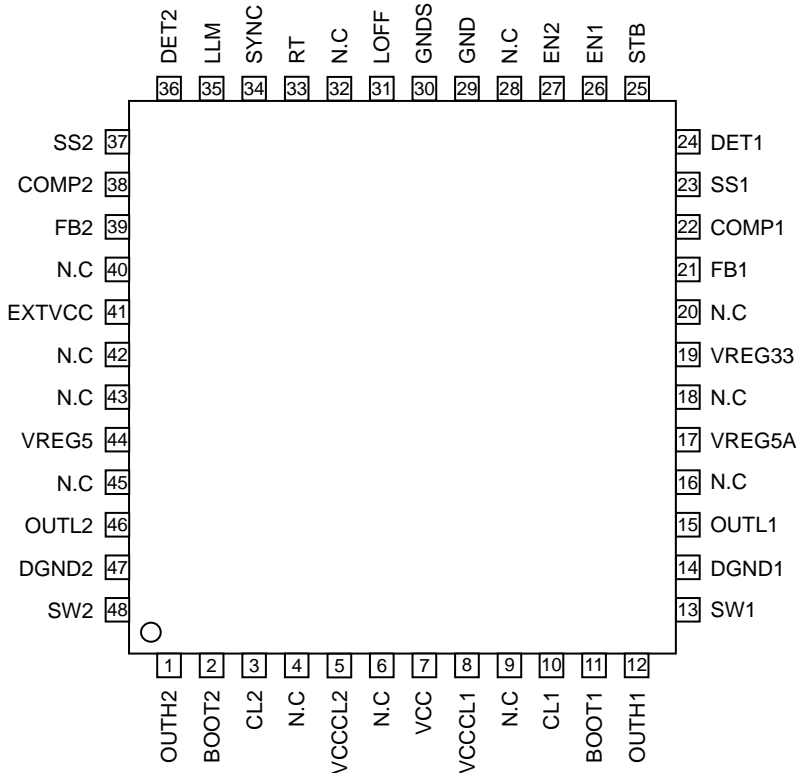 DET2 LLM SYNC RT N.C LOFF GNDS GND N.C EN2 EN1 STB
36 35 34 33 32 31 30 29 28 27 26 25
SS2 37 24 DET1
COMP2 38 23 SS1
FB2 39 22 COMP1
N.C 40 21 FB1
EXTVCC 41 20 N.C
N.C 42 19 VREG33
N.C 43 18 N.C
VREG5 44 17 VREG5A
N.C 45 16 N.C
OUTL2 46 15 OUTL1
DGND2 47 14 DGND1
SW2 48 13 SW1
1 2 3 4 5 6 7 8 9 10 11 12
OUTH2 BOOT2 CL2 N.C VCCCL2 N.C VCC VCCCL1 N.C CL1 BOOT1 OUTH1